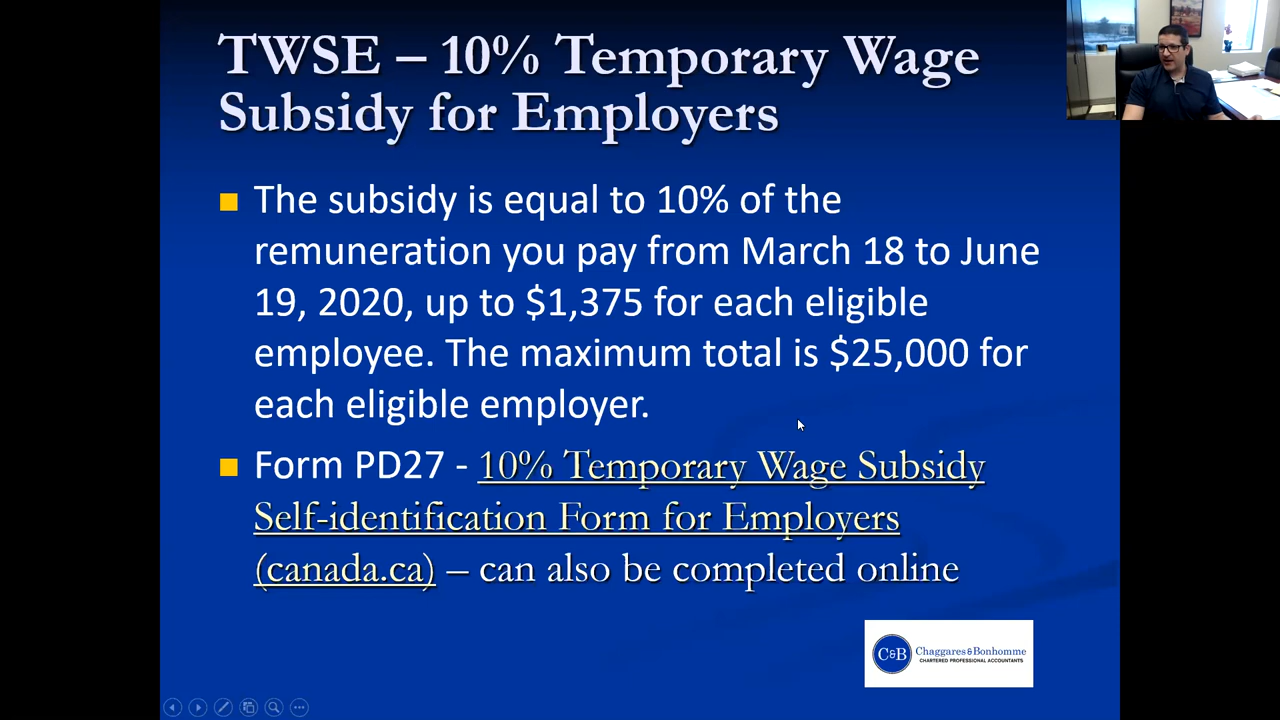 TWSE – 10% Temporary Wage
Subsidy for Employers
The subsidy is equal to 10% of the
remuneration you pay from March 18 to June
19, 2020, up to $1,375 for each eligible
employee. The maximum total is $25,000 for
each eligible employer.
Form PD27 - 10% Temporary Wage Subsidy
Self-identification Form for Employers
(canada.ca) – can also be completed online
C&B Chaggares & Bonhomme
CHARTERED PROFESSIONAL ACCOUNTANTS